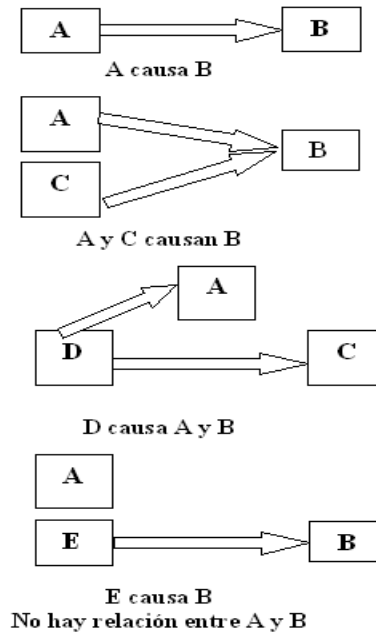 A B
A causa B
A
B
C
A y C causan B
A
D C
D causa A y B
A
E B
E causa B
No hay relación entre A y B